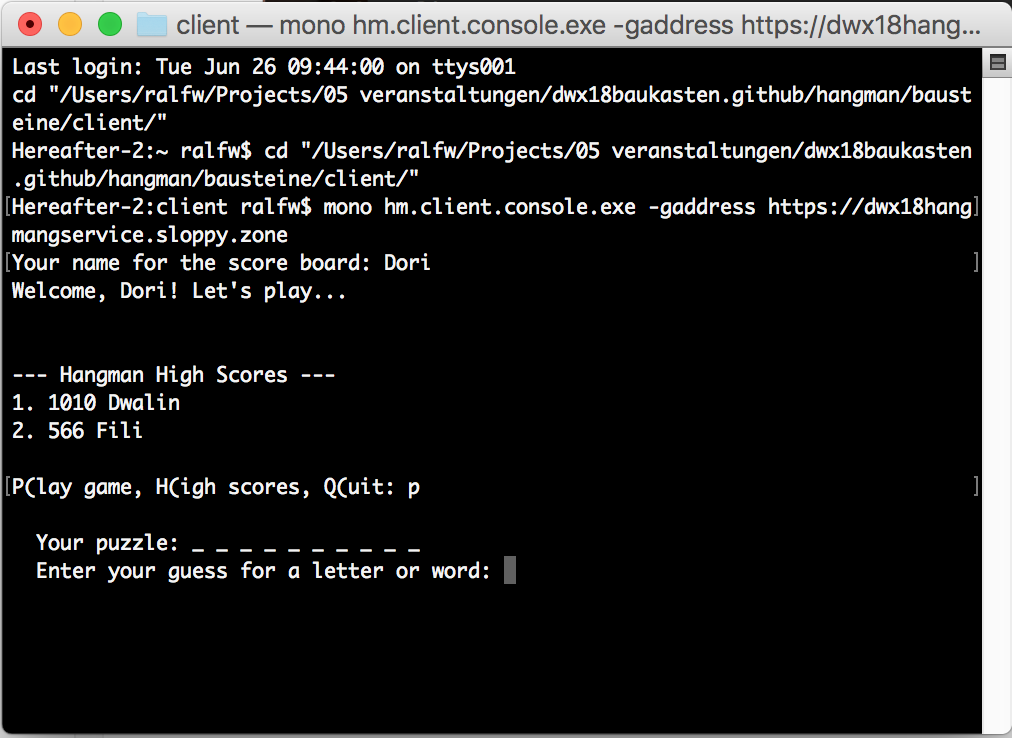 client — mono hm.client.console.exe -gaddress https://dwx18hang...
Last login: Tue Jun 26 09:44:00 on ttys001
cd "/Users/ralfw/Projects/05 veranstaltungen/dwx18baukasten.github/hangman/baust
eine/client/"
Hereafter-2:~ ralfw$ cd "/Users/ralfw/Projects/05 veranstaltungen/dwx18baukasten
.github/hangman/bausteine/client/"
[Hereafter-2:client ralfw$ mono hm.client.console.exe -gaddress https://dwx18hang]
mangservice.sloppy.zone
[Your name for the score board: Dori ]
Welcome, Dori! Let's play...
--- Hangman High Scores ---
1. 1010 Dwalin
2. 566 Fili
[P(lay game, H(igh scores, Q(uit: p ]
Your puzzle: _ _ _ _ _ _ _ _ _ _
Enter your guess for a letter or word: